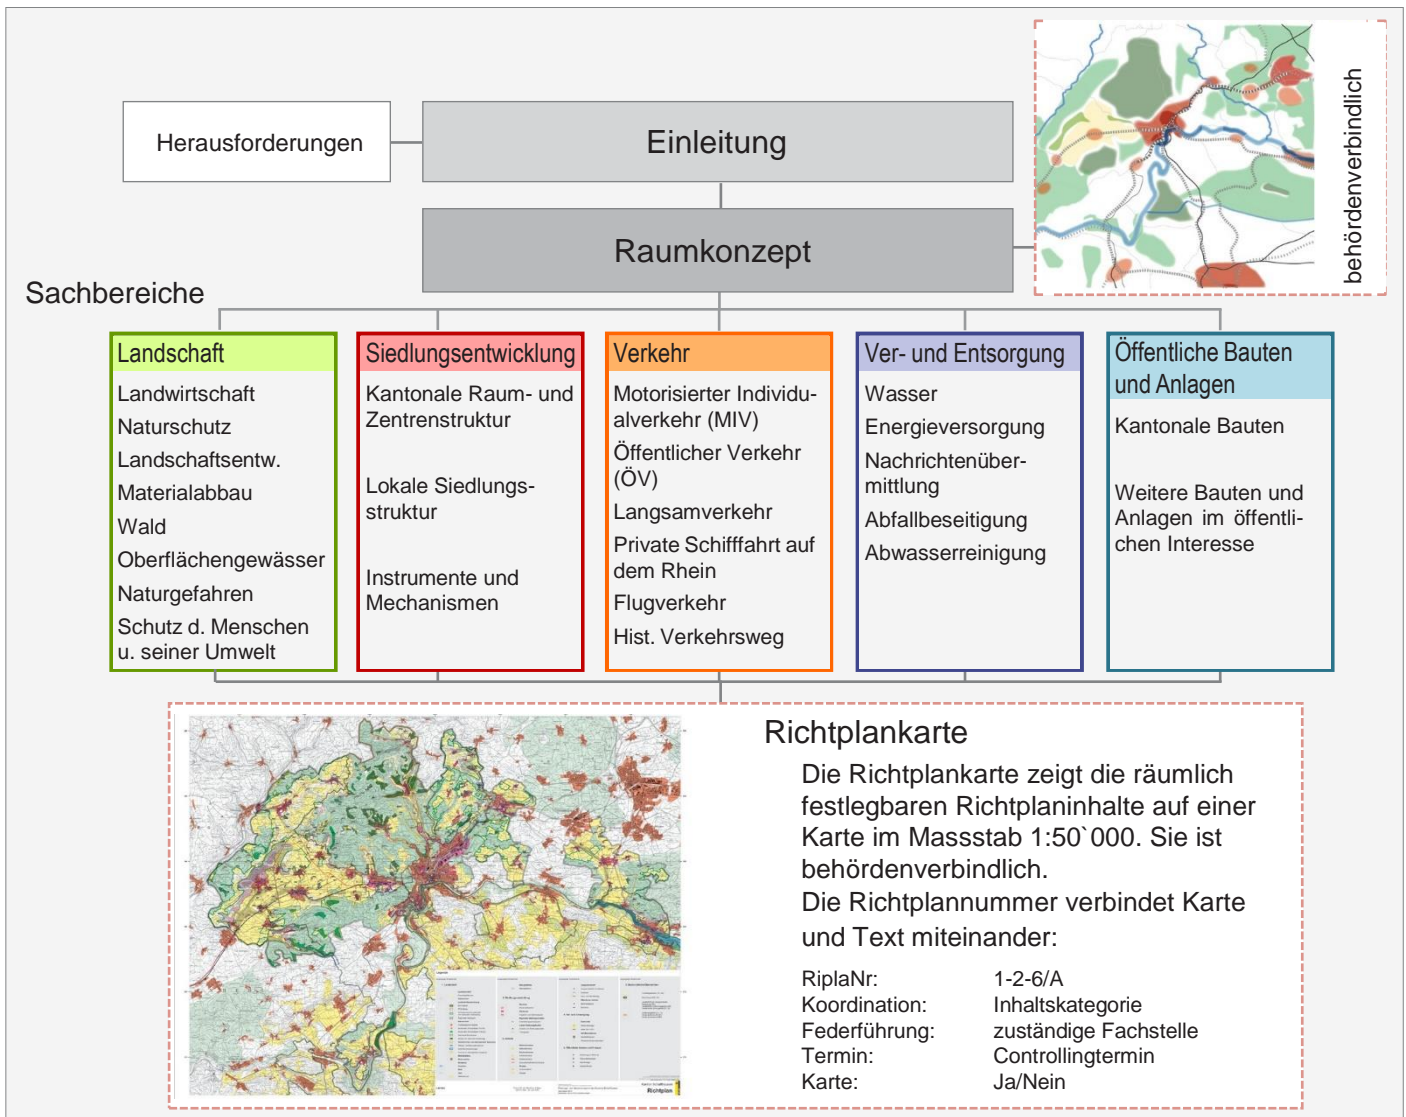 Herausforderungen
Einleitung
Raumkonzept
behördenverbindlich
Sachbereiche
Landschaft
Landwirtschaft
Naturschutz
Landschaftsentw.
Materialabbau
Wald
Oberflächengewässer
Naturgefahren
Schutz d. Menschen
u. seiner Umwelt
Siedlungsentwicklung
Kantonale Raum- und
Zentrenstruktur
Lokale Siedlungs-
struktur
Instrumente und
Mechanismen
Verkehr
Motorisierter Individu-
alverkehr (MIV)
Öffentlicher Verkehr
(ÖV)
Langsamverkehr
Private Schifffahrt auf
dem Rhein
Flugverkehr
Hist. Verkehrsweg
Ver- und Entsorgung
Wasser
Energieversorgung
Nachrichtenüber-
mittlung
Abfallbeseitigung
Abwasserreinigung
Öffentliche Bauten
und Anlagen
Kantonale Bauten
Weitere Bauten und
Anlagen im öffentli-
chen Interesse
Richtplankarte
Die Richtplankarte zeigt die räumlich
festlegbaren Richtplaninhalte auf einer
Karte im Massstab 1:50`000. Sie ist
behördenverbindlich.
Die Richtplannummer verbindet Karte
und Text miteinander:
RiplaNr: 1-2-6/A
Koordination: Inhaltskategorie
Federführung: zuständige Fachstelle
Termin: Controllingtermin
Karte: Ja/Nein
Richtplan